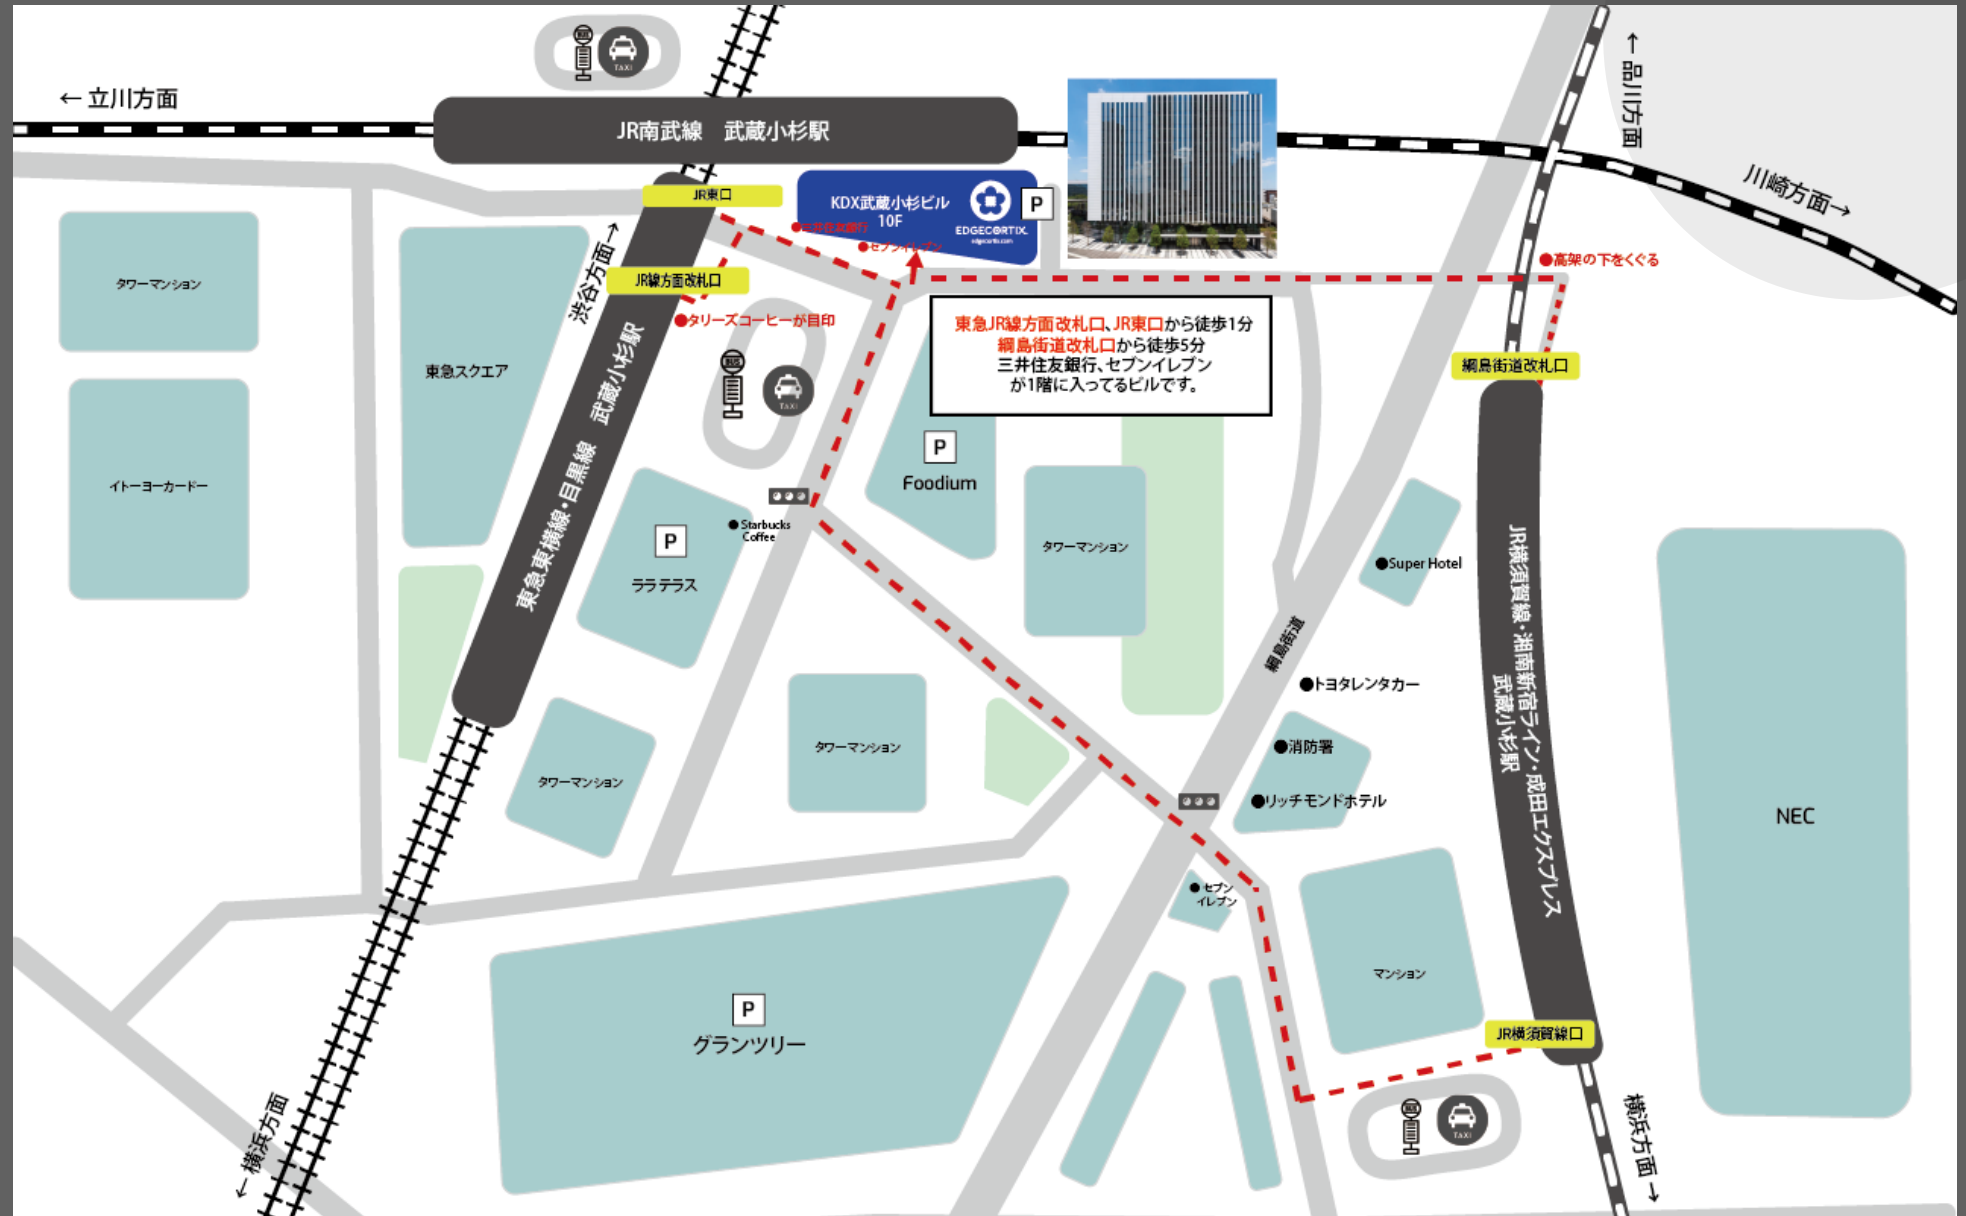 BUS
TAXI
← 立川方面
← 品川方面
JR南武線　武蔵小杉駅
川崎方面→
JR東口
KDX武蔵小杉ビル
10F
EDGECORTIX
edgecortix.com
P
●三井住友銀行
●セブンイレブン
渋谷方面→
JR線方面改札口
●高架の下をくぐる
タワーマンション
●タリーズコーヒーが目印
東急JR線方面改札口、JR東口から徒歩1分
綱島街道改札口から徒歩5分
三井住友銀行、セブンイレブン
が1階に入ってるビルです。
綱島街道改札口
東急スクエア
東急東横線・目黒線　武蔵小杉駅
BUS
TAXI
P
Foodium
イトーヨーカードー
●Starbucks
Coffee
P
ララテラス
タワーマンション
●Super Hotel
JR横須賀線・湘南新宿ライン・成田エクスプレス
武蔵小杉駅
綱島街道
●トヨタレンタカー
タワーマンション
タワーマンション
●消防署
●リッチモンドホテル
NEC
●セブン
イレブン
マンション
P
グランツリー
JR横須賀線口
BUS
TAXI
← 横浜方面
横浜方面→